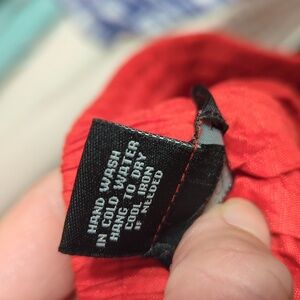 HAND WASH
IN COLD WATER
HANG TO DRY
COOL IRON
IF NEEDED